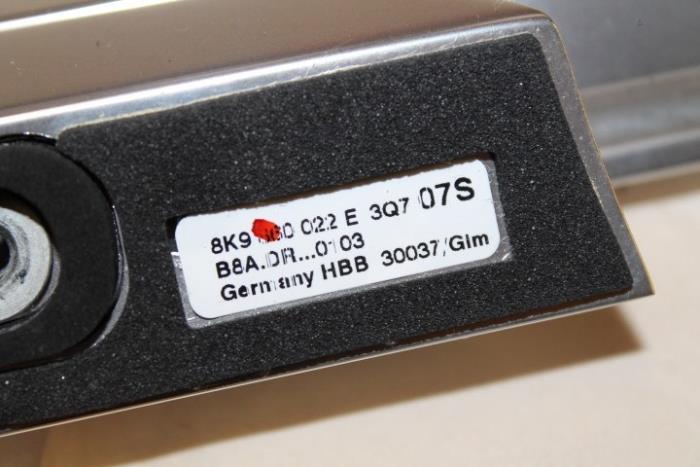 8K9 022 E 3Q7 07S
B8A.DR...0103
Germany HBB 30037/Glm